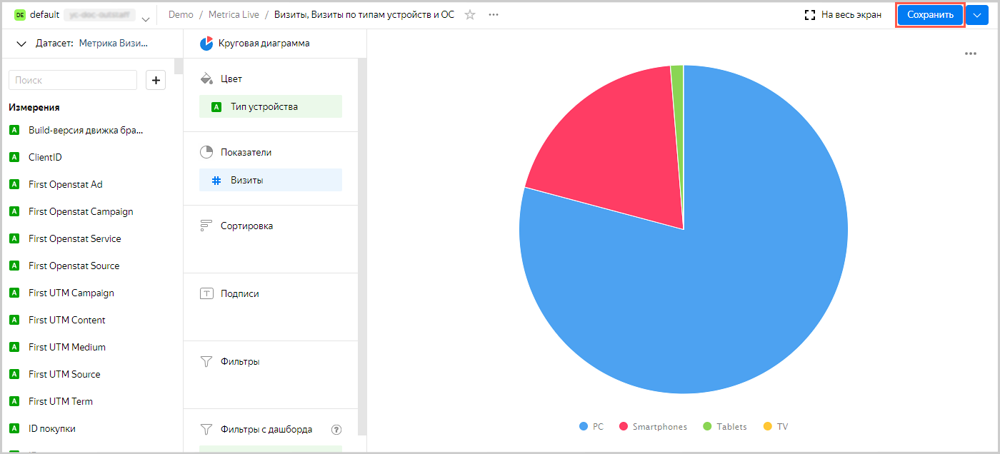 DE default
Demo / Metrica Live / Визиты, Визиты по типам устройств и ОС
На весь экран
Сохранить
Датасет: Метрика Визи...
Поиск
Измерения
A Build-версия движка бра...
A ClientID
A First Openstat Ad
A First Openstat Campaign
A First Openstat Service
A First Openstat Source
A First UTM Campaign
A First UTM Content
A First UTM Medium
A First UTM Source
A First UTM Term
A ID покупки
Круговая диаграмма
Цвет
A Тип устройства
Показатели
# Визиты
Сортировка
T Подписи
Фильтры
Фильтры с дашборда ?
PC
Smartphones
Tablets
TV